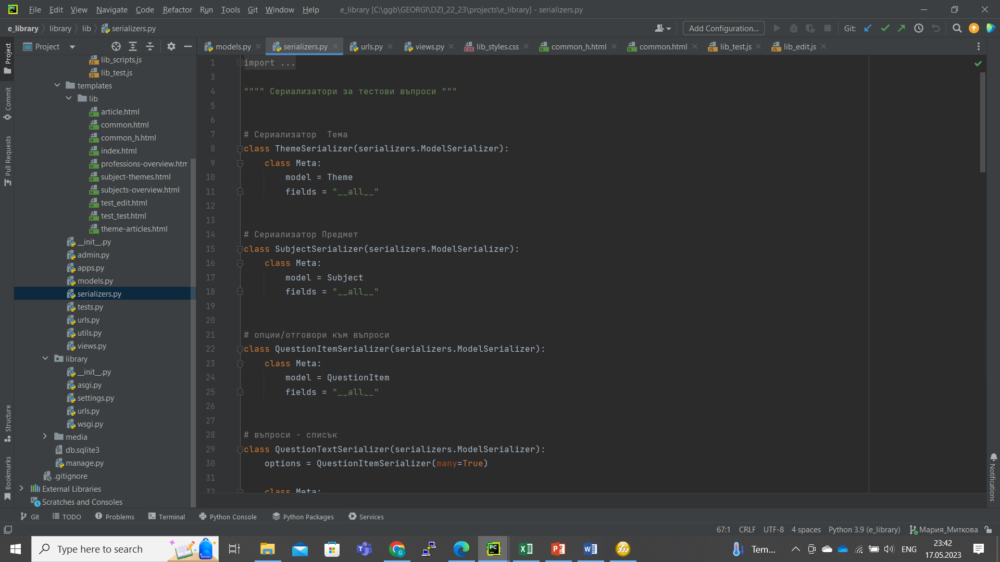 File Edit View Navigate Code Refactor Run Tools Git Window Help e_library [C:\ggb\GEORGI\DZI_22_23\projects\e_library] - serializers.py
e_library library lib serializers.py Add Configuration... Git:
Project
models.py serializers.py urls.py views.py lib_styles.css common_h.html common.html lib_test.js lib_edit.js
Project
Commit
Pull Requests
Structure
Bookmarks
lib_scripts.js
lib_test.js
templates
lib
article.html
common.html
common_h.html
index.html
professions-overview.htm
subject-themes.html
subjects-overview.html
test_edit.html
test_test.html
theme-articles.html
__init__.py
admin.py
apps.py
models.py
serializers.py
tests.py
urls.py
utils.py
views.py
library
__init__.py
asgi.py
settings.py
urls.py
wsgi.py
media
db.sqlite3
manage.py
.gitignore
External Libraries
Scratches and Consoles
1 import ...
3
4 """" Сериализатори за тестови въпроси """
5
6
7 # Сериализатор  Тема
8 class ThemeSerializer(serializers.ModelSerializer):
9     class Meta:
10         model = Theme
11         fields = "__all__"
12
13
14 # Сериализатор Предмет
15 class SubjectSerializer(serializers.ModelSerializer):
16     class Meta:
17         model = Subject
18         fields = "__all__"
19
20
21 # опции/отговори към въпроси
22 class QuestionItemSerializer(serializers.ModelSerializer):
23     class Meta:
24         model = QuestionItem
25         fields = "__all__"
26
27
28 # въпроси - списък
29 class QuestionTextSerializer(serializers.ModelSerializer):
30     options = QuestionItemSerializer(many=True)
31
32     class Meta:
Notifications
Git TODO Problems Terminal Python Console Python Packages Services
67:1 CRLF UTF-8 4 spaces Python 3.9 (e_library) Мария_Миткова
Type here to search Tem... ENG 23:42
17.05.2023